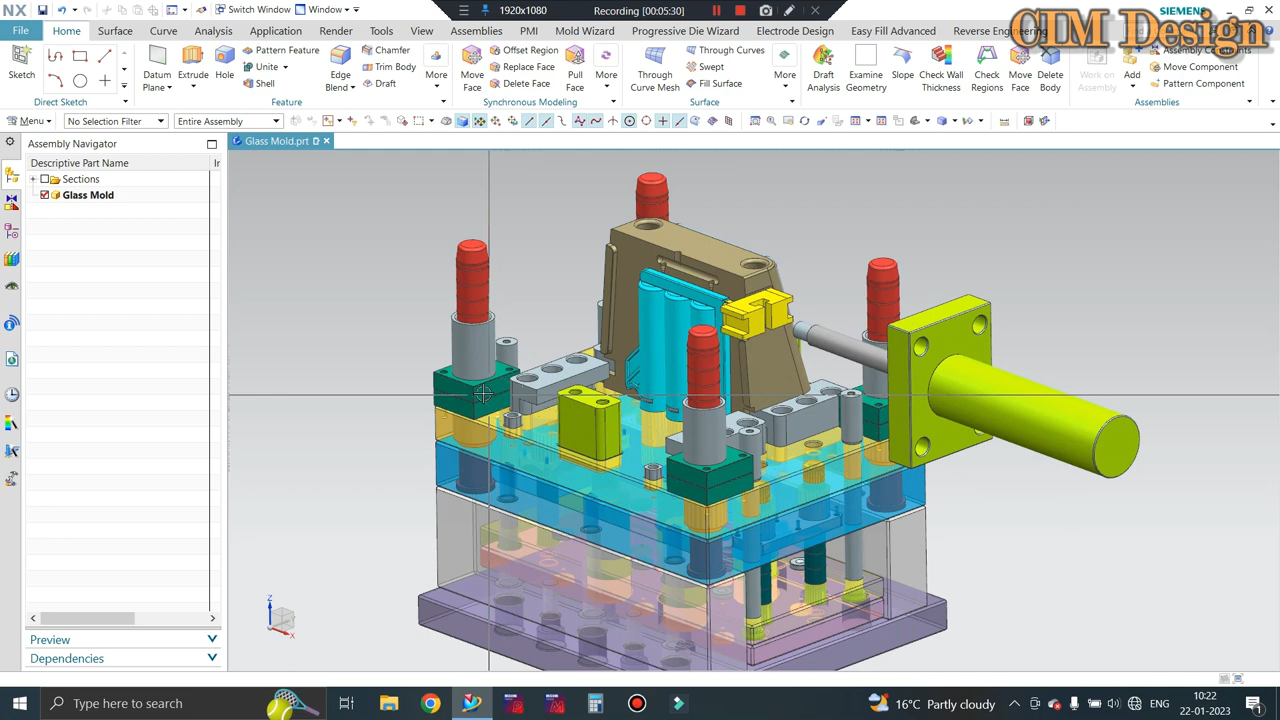 NX
Switch Window
Window
1920x1080
Recording [00:05:30]
SIEMENS
CIM Design
File
Home
Surface
Curve
Analysis
Application
Render
Tools
View
Assemblies
PMI
Mold Wizard
Progressive Die Wizard
Electrode Design
Easy Fill Advanced
Reverse Engineering
Sketch
Direct Sketch
Datum Plane
Extrude
Hole
Pattern Feature
Unite
Shell
Edge Blend
Chamfer
Trim Body
Draft
More
Feature
Move Face
Offset Region
Replace Face
Delete Face
Pull Face
More
Synchronous Modeling
Through Curve Mesh
Through Curves
Swept
Fill Surface
More
Surface
Draft Analysis
Examine Geometry
Slope
Check Wall Thickness
Check Regions
Move Face
Delete Body
Work on Assembly
Add
Assembly Constraints
Move Component
Pattern Component
Assemblies
Menu
No Selection Filter
Entire Assembly
Assembly Navigator
Glass Mold.prt
Descriptive Part Name
Sections
Glass Mold
Preview
Dependencies
Z
X
Type here to search
16°C Partly cloudy
ENG
10:22
22-01-2023
1